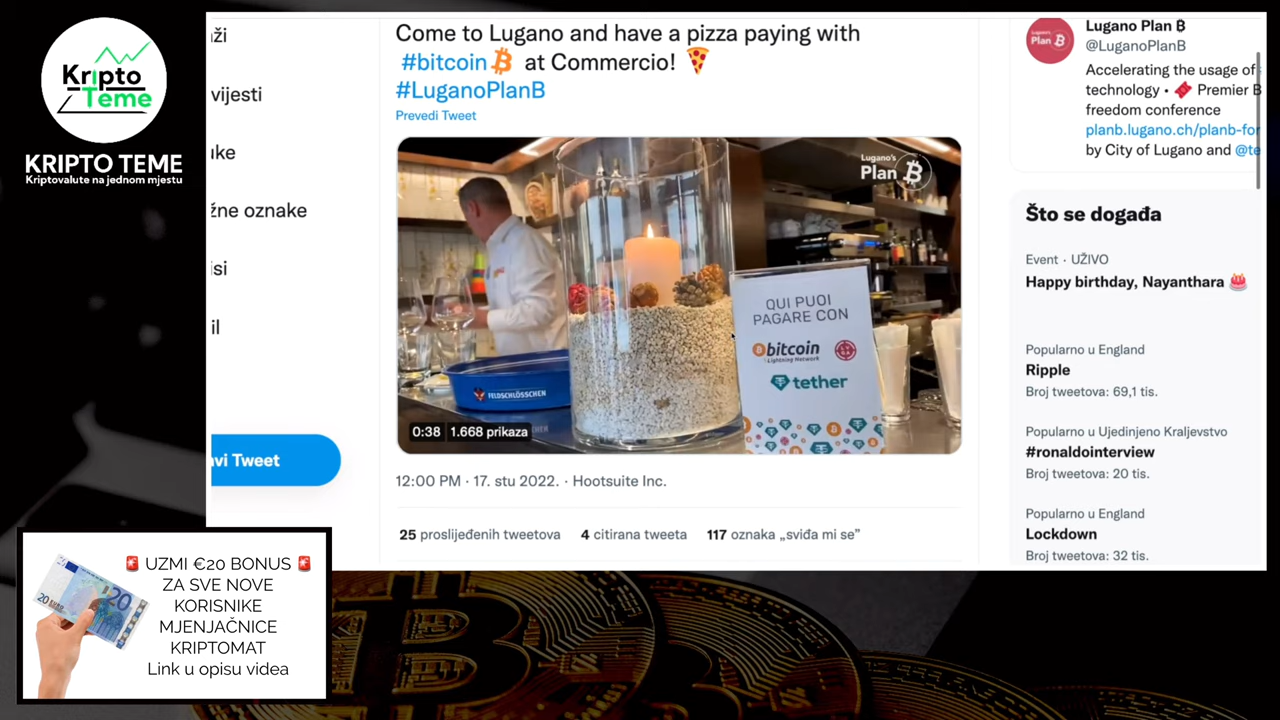 Kripto
Teme
KRIPTO TEME
Kriptovalute na jednom mjestu
ži
vijesti
žne oznake
isi
il
vi Tweet
Come to Lugano and have a pizza paying with
#bitcoin at Commercio!
#LuganoPlanB
Prevedi Tweet
Lugano's
Plan ₿
QUI PUOI
PAGARE CON
bitcoin
Lightning Network
tether
FELDSCHLÖSSCHEN
0:38 1.668 prikaza
12:00 PM · 17. stu 2022. · Hootsuite Inc.
25 proslijeđenih tweetova 4 citirana tweeta 117 oznaka „sviđa mi se”
Lugano's
Plan ₿
Lugano Plan ₿
@LuganoPlanB
Accelerating the usage of
technology • Premier B
freedom conference
planb.lugano.ch/planb-for
by City of Lugano and @te
Što se događa
Event · UŽIVO
Happy birthday, Nayanthara
Popularno u England
Ripple
Broj tweetova: 69,1 tis.
Popularno u Ujedinjeno Kraljevstvo
#ronaldointerview
Broj tweetova: 20 tis.
Popularno u England
Lockdown
Broj tweetova: 32 tis.
UZMI €20 BONUS
ZA SVE NOVE
KORISNIKE
MJENJAČNICE
KRIPTOMAT
Link u opisu videa
20 EURO
20